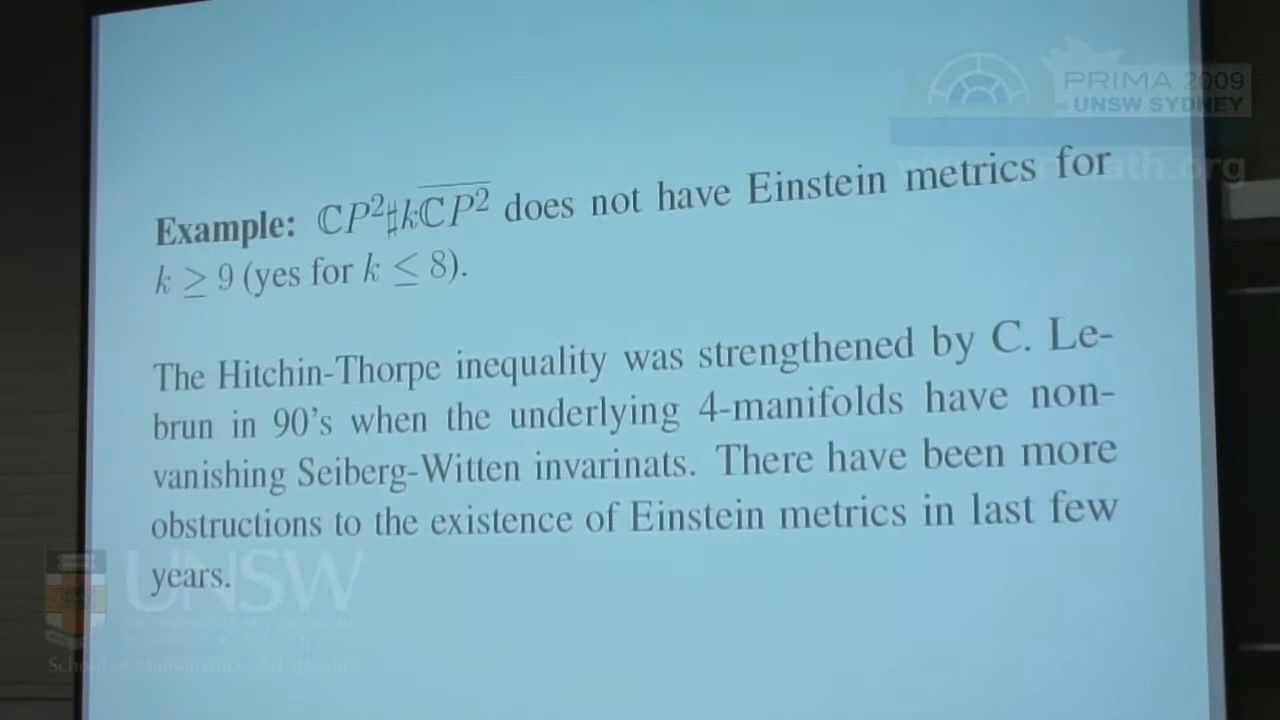 PRIMA 2009
UNSW SYDNEY
Example: ℂP²♯k\overline{ℂP²} does not have Einstein metrics for
k ≥ 9 (yes for k ≤ 8).
The Hitchin-Thorpe inequality was strengthened by C. Le-
brun in 90's when the underlying 4-manifolds have non-
vanishing Seiberg-Witten invarinats. There have been more
obstructions to the existence of Einstein metrics in last few
years.
UNSW